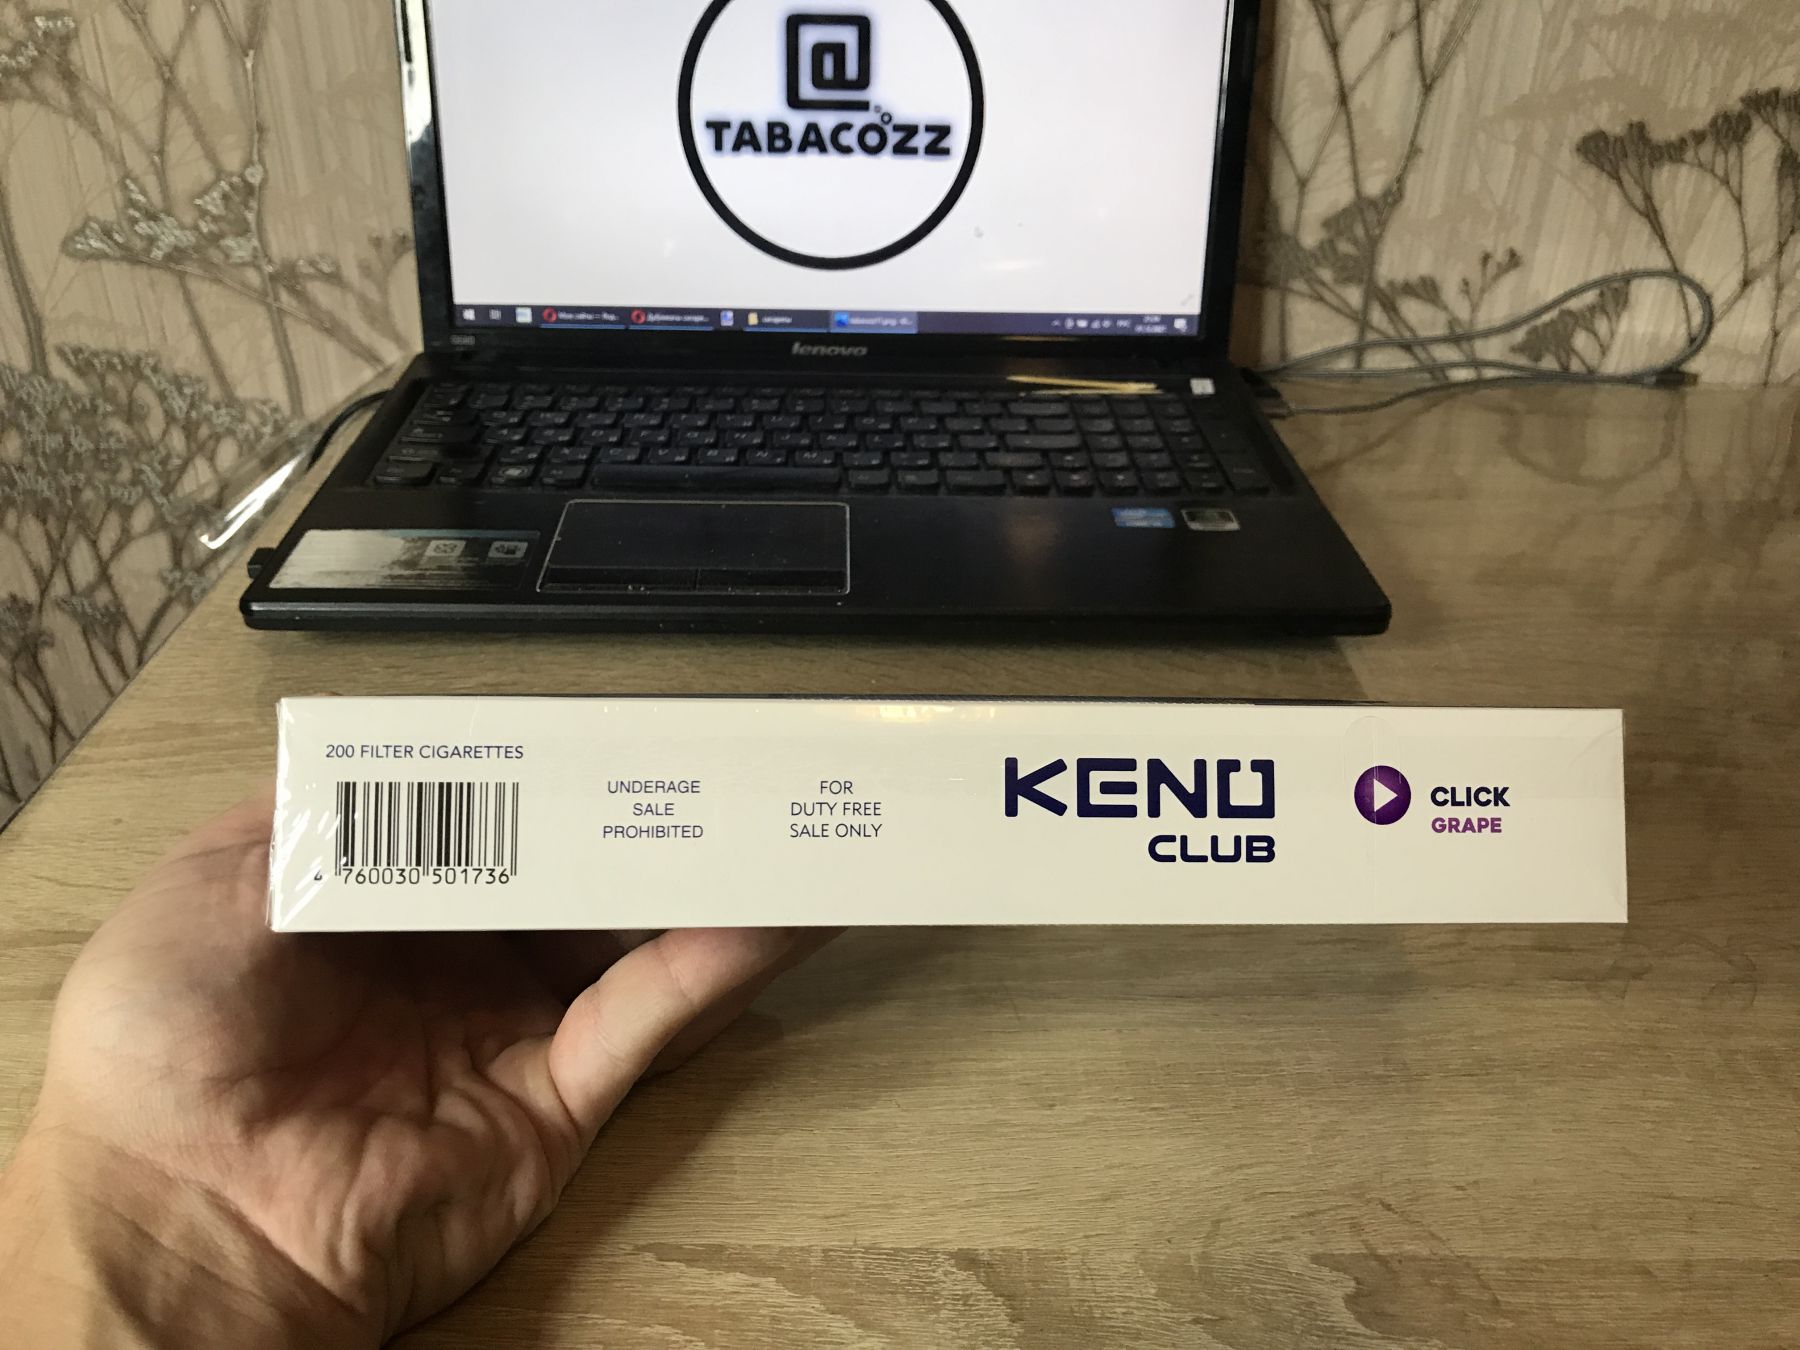 @
TABACOZZ
lenovo
200 FILTER CIGARETTES
4 760030 501736
UNDERAGE
SALE
PROHIBITED
FOR
DUTY FREE
SALE ONLY
KENO
CLUB
CLICK
GRAPE